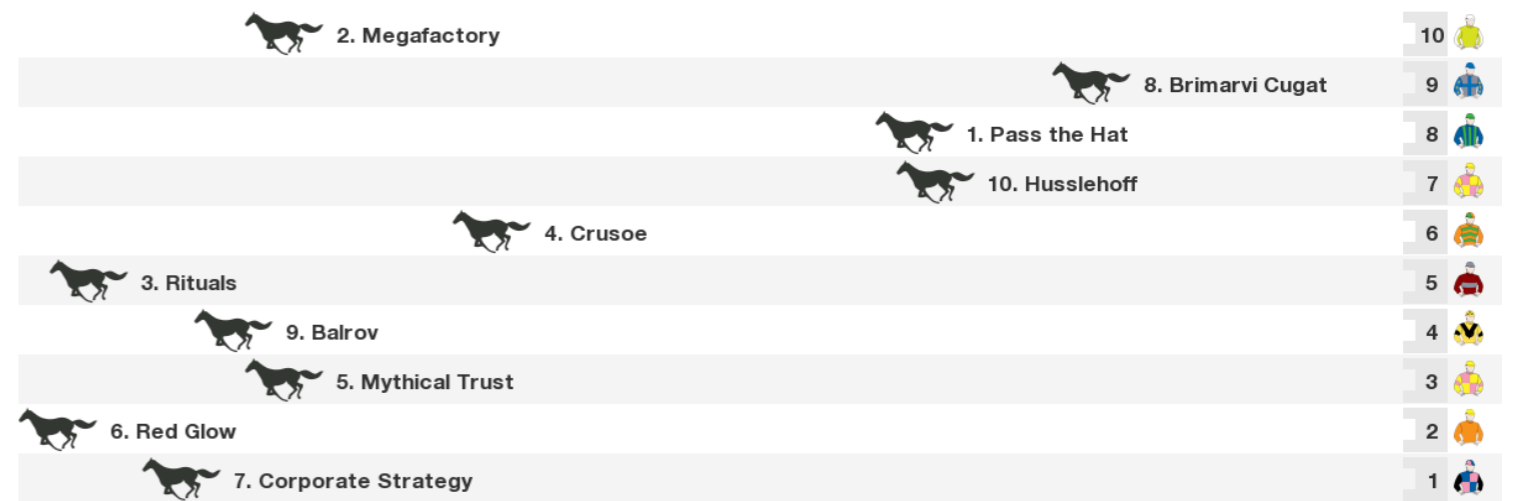 2. Megafactory 10
8. Brimarvi Cugat 9
1. Pass the Hat 8
10. Husslehoff 7
4. Crusoe 6
3. Rituals 5
9. Balrov 4
5. Mythical Trust 3
6. Red Glow 2
7. Corporate Strategy 1